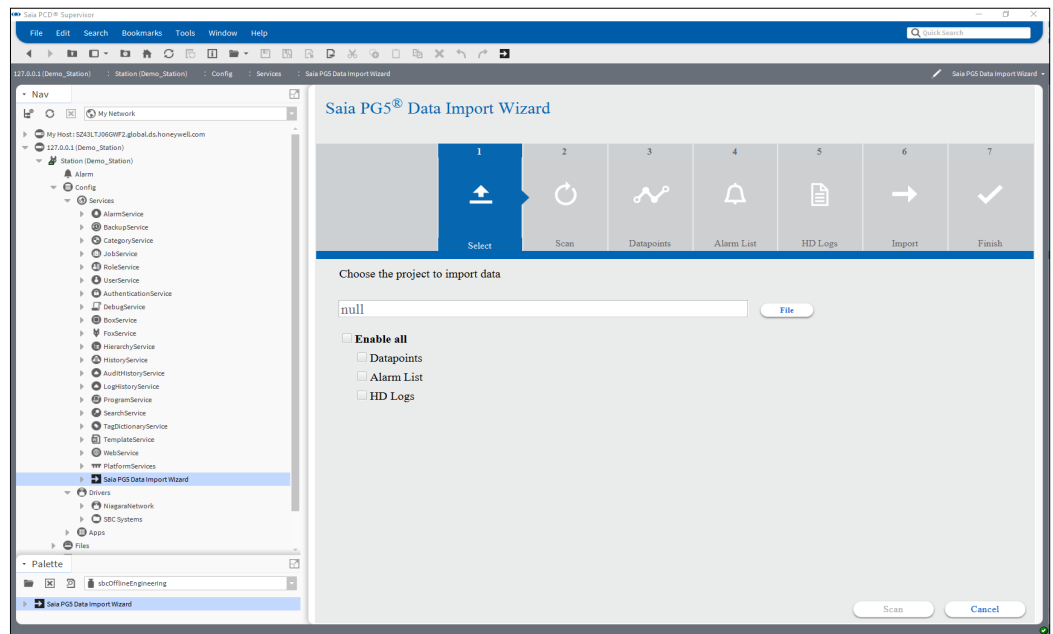 Saia PCD® Supervisor
File Edit Search Bookmarks Tools Window Help
Quick Search
127.0.0.1 (Demo_Station) : Station (Demo_Station) : Config : Services : Saia PG5 Data Import Wizard
Saia PG5 Data Import Wizard
Nav
My Network
My Host : SZ43LTJ06GWF2.global.ds.honeywell.com
127.0.0.1 (Demo_Station)
Station (Demo_Station)
Alarm
Config
Services
AlarmService
BackupService
CategoryService
JobService
RoleService
UserService
AuthenticationService
DebugService
BoxService
FoxService
HierarchyService
HistoryService
AuditHistoryService
LogHistoryService
ProgramService
SearchService
TagDictionaryService
TemplateService
WebService
PlatformServices
Saia PG5 Data Import Wizard
Drivers
NiagaraNetwork
SBC Systems
Apps
Files
Palette
sbcOfflineEngineering
Saia PG5 Data Import Wizard
Saia PG5® Data Import Wizard
1 2 3 4 5 6 7
Select Scan Datapoints Alarm List HD Logs Import Finish
Choose the project to import data
null
File
Enable all
Datapoints
Alarm List
HD Logs
Scan Cancel